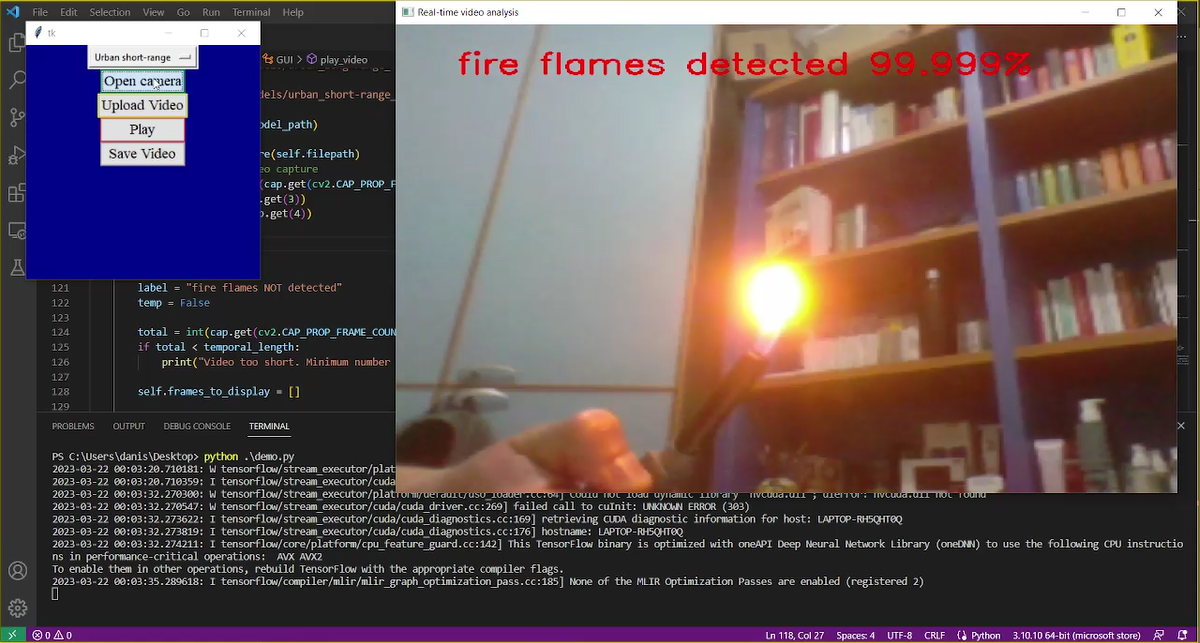 File Edit Selection View Go Run Terminal Help
Real-time video analysis
tk
Urban short-range
Open camera
Upload Video
Play
Save Video
fire flames detected 99.999%
GUI > play_video
dels/urban_short-range_
odel_path)
re(self.filepath)
eo capture
(cap.get(cv2.CAP_PROP_F
.get(3))
p.get(4))
121 label = "fire flames NOT detected"
122 temp = False
123
124 total = int(cap.get(cv2.CAP_PROP_FRAME_COUN
125 if total < temporal_length:
126 print("Video too short. Minimum number
127
128 self.frames_to_display = []
129
PROBLEMS OUTPUT DEBUG CONSOLE TERMINAL
PS C:\Users\danis\Desktop> python .\demo.py
2023-03-22 00:03:20.710181: W tensorflow/stream_executor/plat
2023-03-22 00:03:20.710359: I tensorflow/stream_executor/cuda
2023-03-22 00:03:32.270300: W tensorflow/stream_executor/platform/default/dso_loader.cc:64] Could not load dynamic library 'nvcuda.dll'; dlerror: nvcuda.dll not found
2023-03-22 00:03:32.270547: W tensorflow/stream_executor/cuda/cuda_driver.cc:269] failed call to cuInit: UNKNOWN ERROR (303)
2023-03-22 00:03:32.273622: I tensorflow/stream_executor/cuda/cuda_diagnostics.cc:169] retrieving CUDA diagnostic information for host: LAPTOP-RH5QHT0Q
2023-03-22 00:03:32.273819: I tensorflow/stream_executor/cuda/cuda_diagnostics.cc:176] hostname: LAPTOP-RH5QHT0Q
2023-03-22 00:03:32.274211: I tensorflow/core/platform/cpu_feature_guard.cc:142] This TensorFlow binary is optimized with oneAPI Deep Neural Network Library (oneDNN) to use the following CPU instructio
ns in performance-critical operations:  AVX AVX2
To enable them in other operations, rebuild TensorFlow with the appropriate compiler flags.
2023-03-22 00:03:35.289618: I tensorflow/compiler/mlir/mlir_graph_optimization_pass.cc:185] None of the MLIR Optimization Passes are enabled (registered 2)
0 0 Ln 118, Col 27 Spaces: 4 UTF-8 CRLF Python 3.10.10 64-bit (microsoft store)